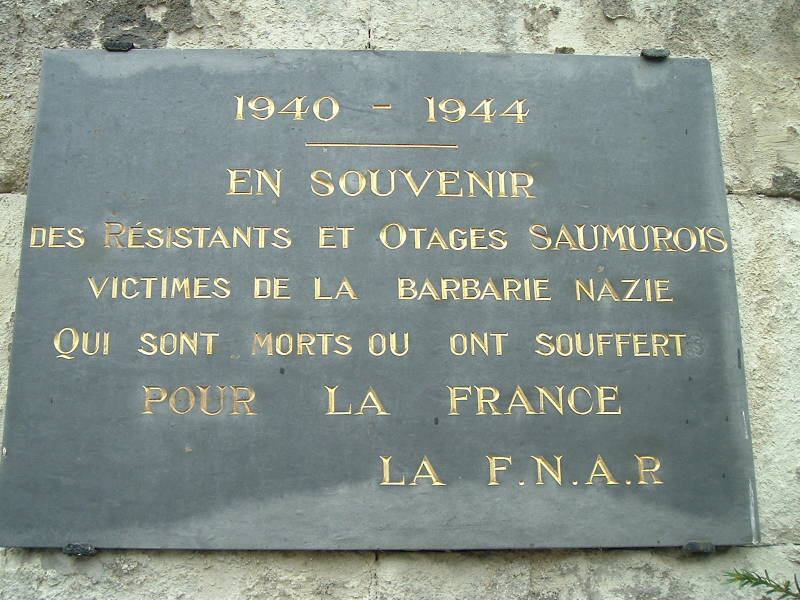 1940 - 1944
EN SOUVENIR
DES RÉSISTANTS ET OTAGES SAUMUROIS
VICTIMES DE LA BARBARIE NAZIE
QUI SONT MORTS OU ONT SOUFFERT
POUR LA FRANCE
LA F.N.A.R